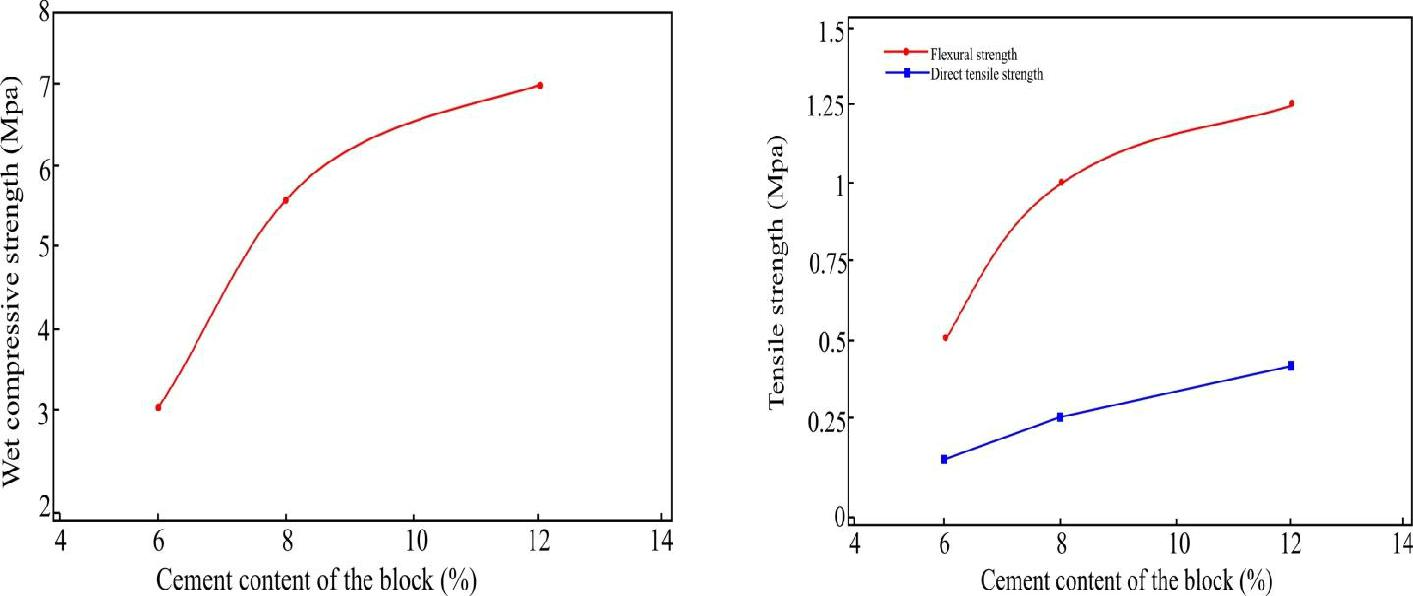 Wet compressive strength (Mpa)
8
7
6
5
4
3
2
4 6 8 10 12 14
Cement content of the block (%)
Tensile strength (Mpa)
1.5
1.25
1
0.75
0.5
0.25
0
Flexural strength
Direct tensile strength
4 6 8 10 12 14
Cement content of the block (%)